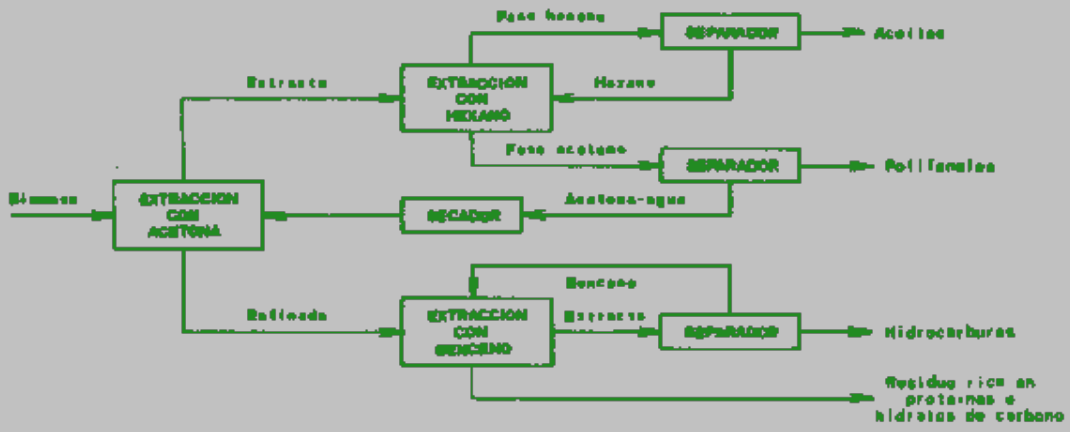 Fase hexano
SEPARADOR
Aceites
Extracto
EXTRACCION
CON
HEXANO
Hexano
Fase acetona
SEPARADOR
Polifenoles
Biomasa
EXTRACCION
CON
ACETONA
SECADOR
Acetona-agua
Benceno
Refinado
EXTRACCION
CON
BENCENO
Extracto
SEPARADOR
Hidrocarburos
Residuo rico en
proteinas e
hidratos de carbono